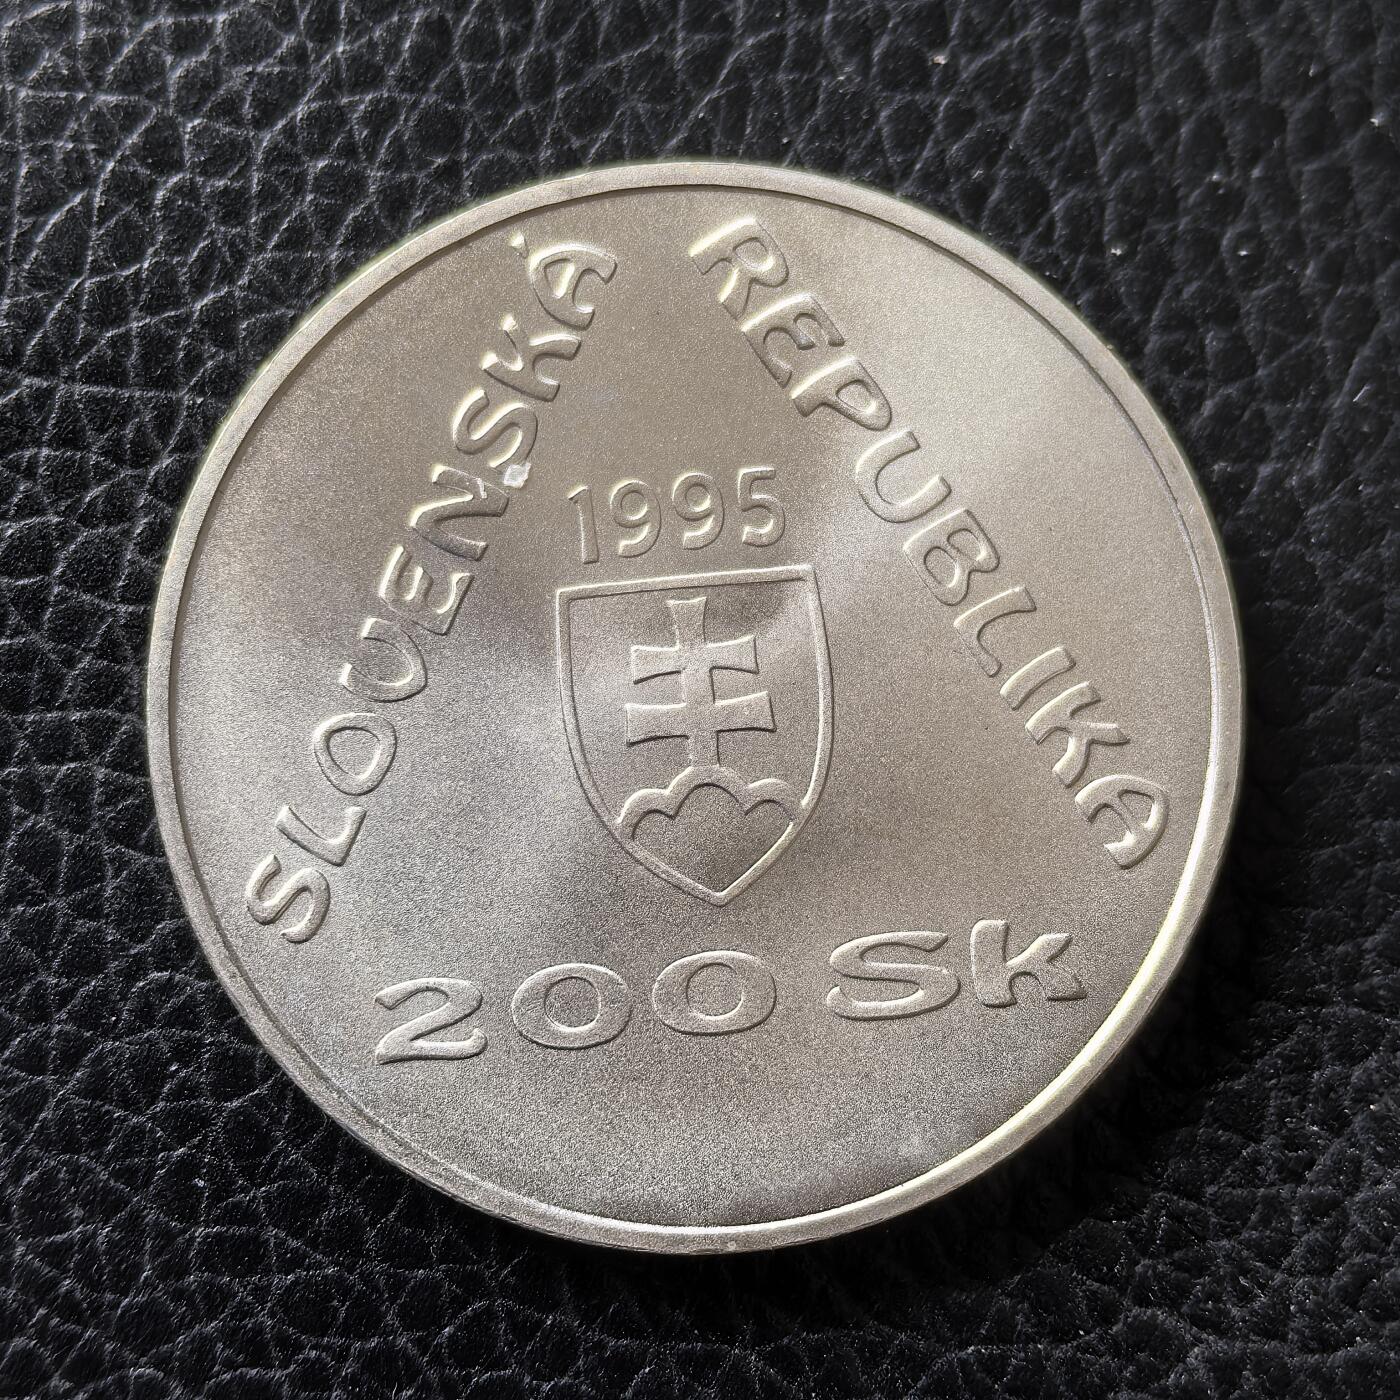 SLOVENSKÁ REPUBLIKA
1995
200 Sk